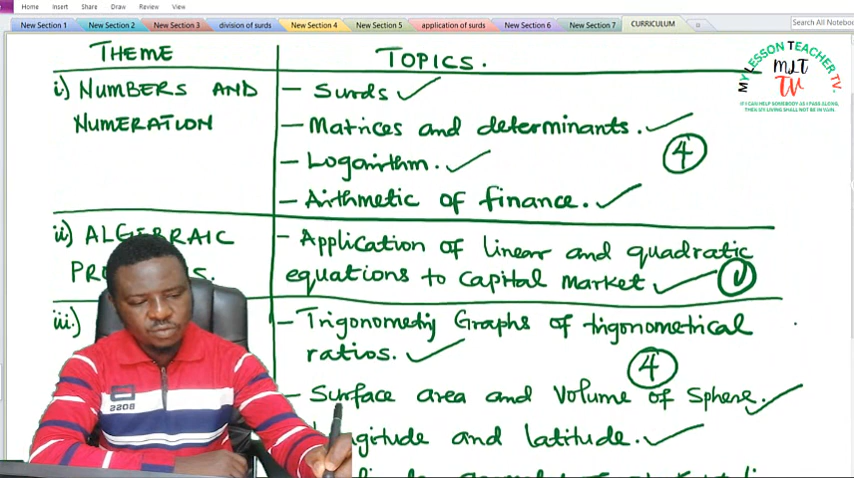 Home Insert Share Draw Review View
New Section 1 New Section 2 New Section 3 division of surds New Section 4 New Section 5 application of surds New Section 6 New Section 7 CURRICULUM
Search All Notebo
THEME TOPICS.
i) NUMBERS AND NUMERATION
- Surds ✓
- Matrices and determinants. ✓
- Logarithm. ✓
4
- Arithmetic of finance. ✓
ii) ALGEBRAIC
- Application of linear and quadratic
equations to Capital Market ✓
iii.)
- Trigonometry Graphs of trigonometrical
ratios. ✓
4
- Surface area and Volume of Sphere. ✓
and latitude. ✓
MY LESSON TEACHER TV.
MLT
TV
IF I CAN HELP SOMEBODY AS I PASS ALONG,
THEN MY LIVING SHALL NOT BE IN VAIN.
2208